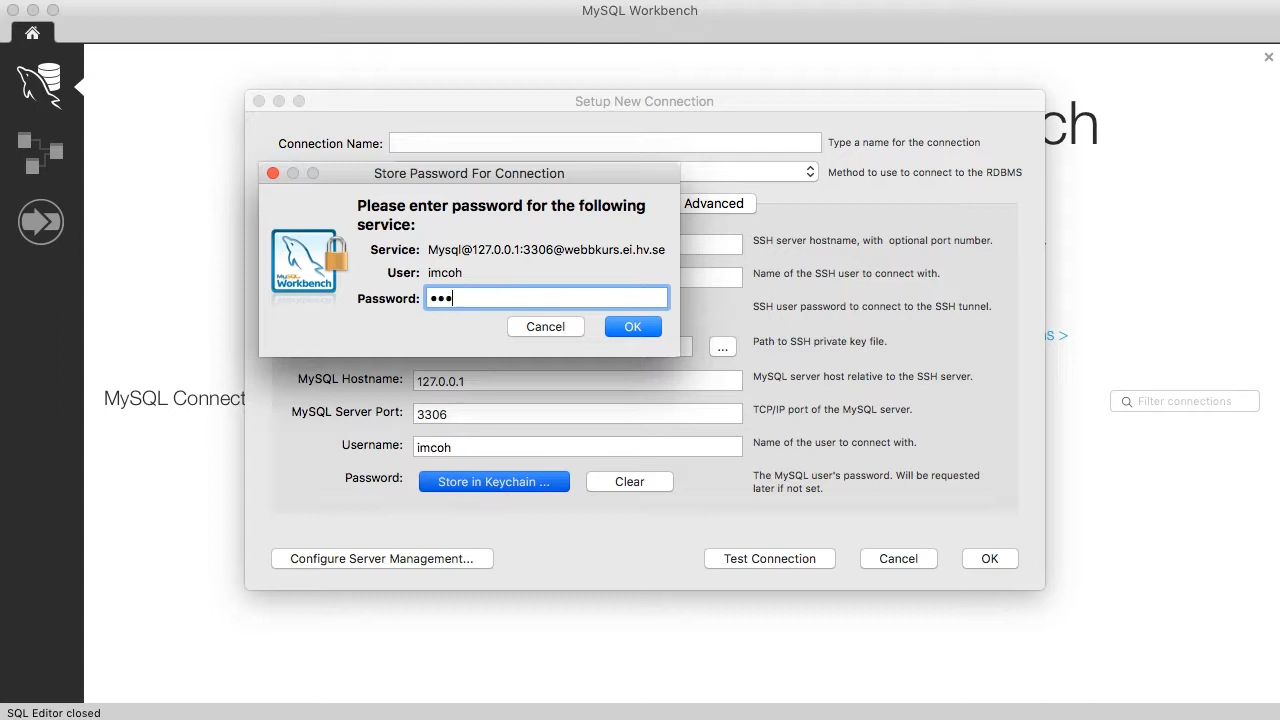 MySQL Workbench
ch
Setup New Connection
Connection Name:
Type a name for the connection
Method to use to connect to the RDBMS
Store Password For Connection
Please enter password for the following
service:
Service: Mysql@127.0.0.1:3306@webbkurs.ei.hv.se
User: imcoh
Password: •••
Cancel
OK
MySQL Workbench
Advanced
SSH server hostname, with optional port number.
Name of the SSH user to connect with.
SSH user password to connect to the SSH tunnel.
... Path to SSH private key file.
s >
MySQL Hostname: 127.0.0.1 MySQL server host relative to the SSH server.
MySQL Server Port: 3306 TCP/IP port of the MySQL server.
Username: imcoh Name of the user to connect with.
Password: Store in Keychain ... Clear The MySQL user's password. Will be requested
later if not set.
MySQL Connect
Filter connections
Configure Server Management... Test Connection Cancel OK
SQL Editor closed